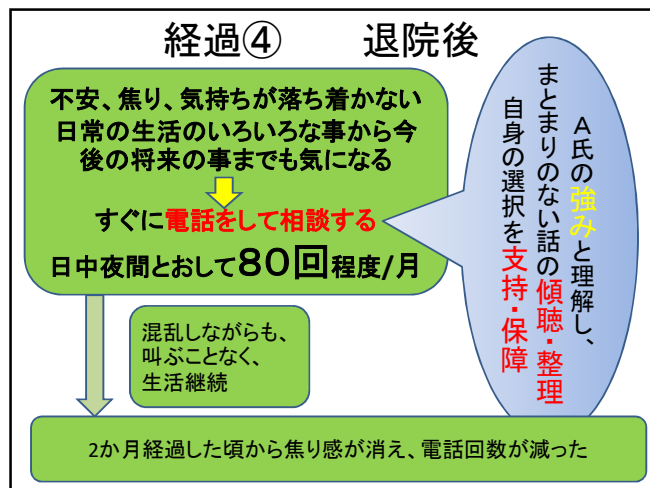 経過④　　退院後
不安、焦り、気持ちが落ち着かない
日常の生活のいろいろな事から今
後の将来の事までも気になる
すぐに電話をして相談する
日中夜間とおして80回程度/月
A氏の強みと理解し、
まとまりのない話の傾聴・整理
自身の選択を支持・保障
混乱しながらも、
叫ぶことなく、
生活継続
2か月経過した頃から焦り感が消え、電話回数が減った